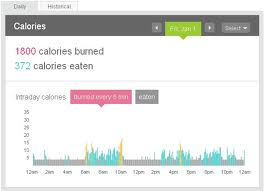 Daily Historical
Calories
Fri, Jan 1
Select
1800 calories burned
372 calories eaten
Intraday calories burned every 5 min eaten
35
30
25
20
15
10
5
12am 2am 4am 6am 8am 10am 12pm 2pm 4pm 6pm 8pm 10pm 12am